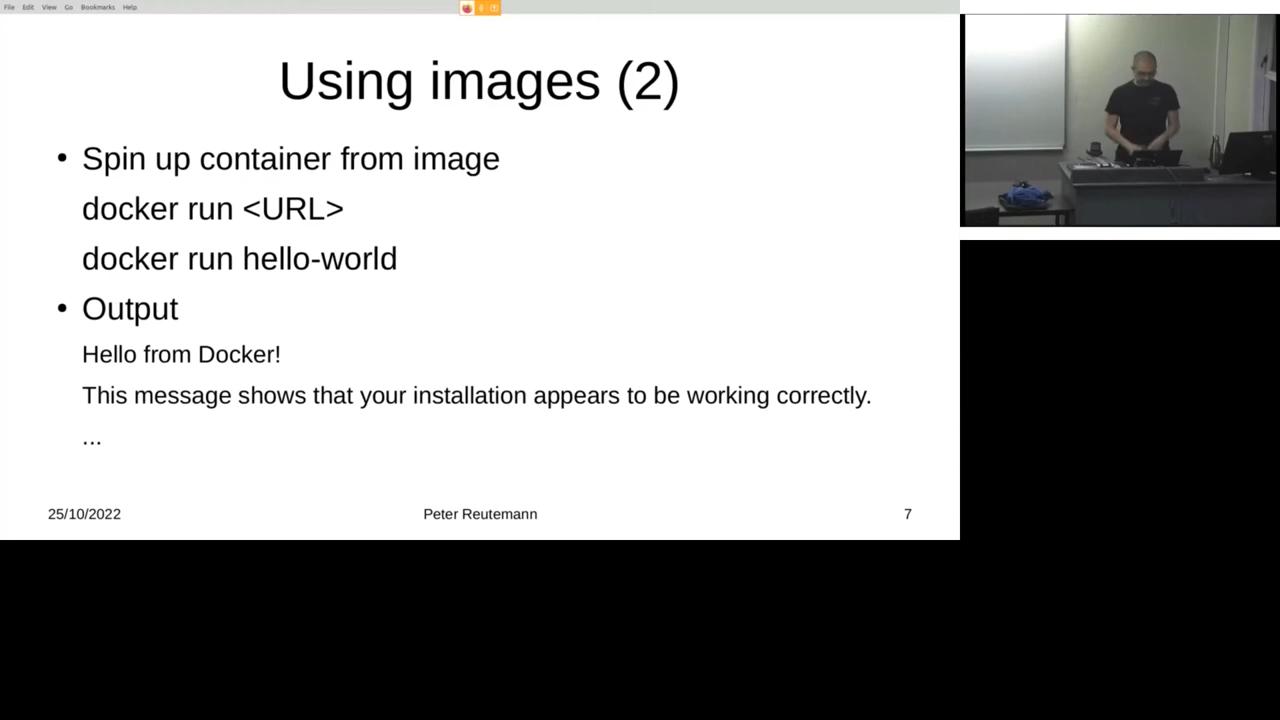 File Edit View Go Bookmarks Help
Using images (2)
• Spin up container from image
docker run <URL>
docker run hello-world
• Output
Hello from Docker!
This message shows that your installation appears to be working correctly.
...
25/10/2022 Peter Reutemann 7